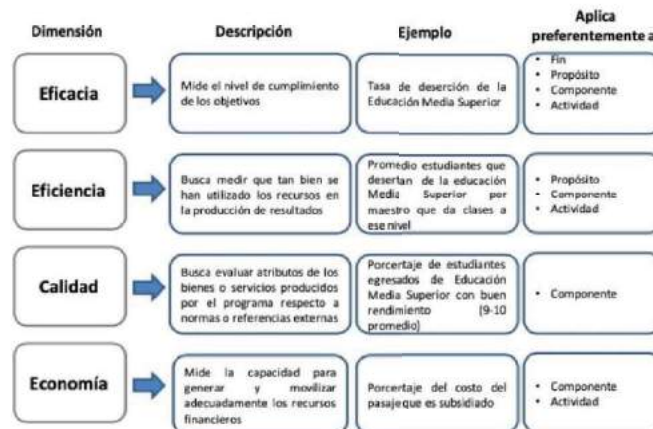 Dimensión
Descripción
Ejemplo
Aplica
preferentemente a
Eficacia
Mide el nivel de cumplimiento
de los objetivos
Tasa de deserción de la
Educación Media Superior
• Fin
• Propósito
• Componente
• Actividad
Eficiencia
Busca medir que tan bien se
han utilizado los recursos en
la producción de resultados
Promedio estudiantes que
desertan de la educación
Media Superior por
maestro que da clases a
ese nivel
• Propósito
- Componente
• Actividad
Calidad
Busca evaluar atributos de los
bienes o servicios producidos
por el programa respecto a
normas o referencias externas
Porcentaje de estudiantes
egresados de Educación
Media Superior con buen
rendimiento (9-10
promedio)
• Componente
Economía
Mide la capacidad para
generar y movilizar
adecuadamente los recursos
financieros
Porcentaje del costo del
pasaje que es subsidiado
• Componente
• Actividad